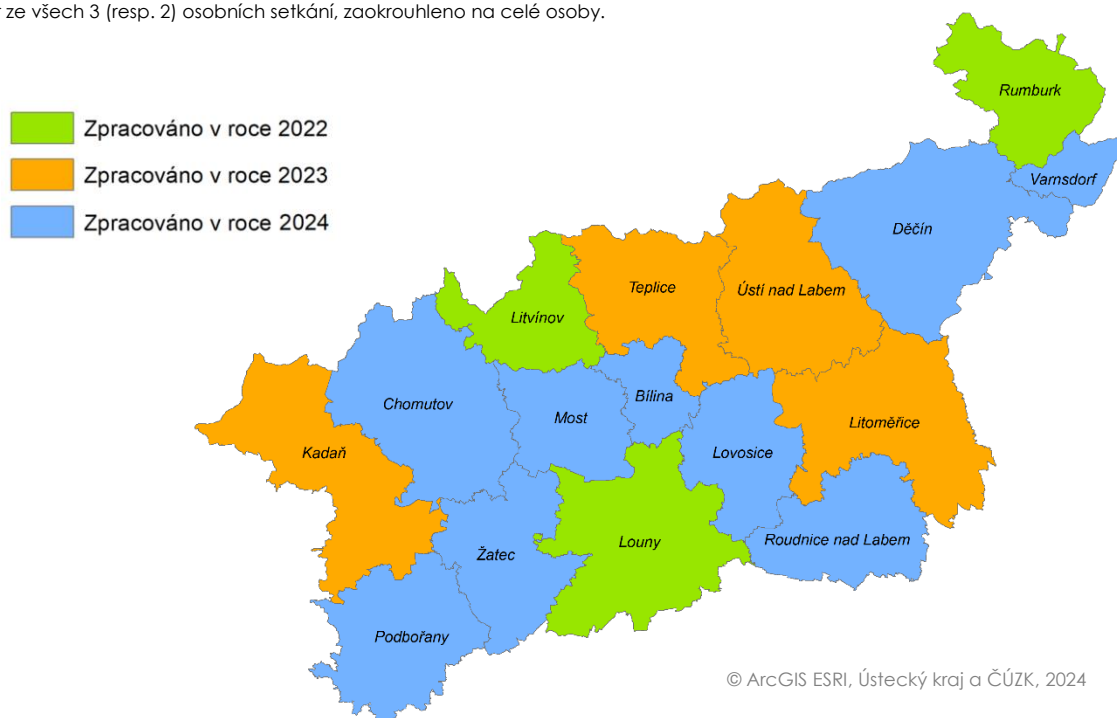 ze všech 3 (resp. 2) osobních setkání, zaokrouhleno na celé osoby.
Zpracováno v roce 2022
Zpracováno v roce 2023
Zpracováno v roce 2024
Rumburk
Varnsdorf
Děčín
Teplice
Ústí nad Labem
Litvínov
Bílina
Chomutov
Most
Litoměřice
Lovosice
Kadaň
Roudnice nad Labem
Louny
Žatec
Podbořany
© ArcGIS ESRI, Ústecký kraj a ČÚZK, 2024